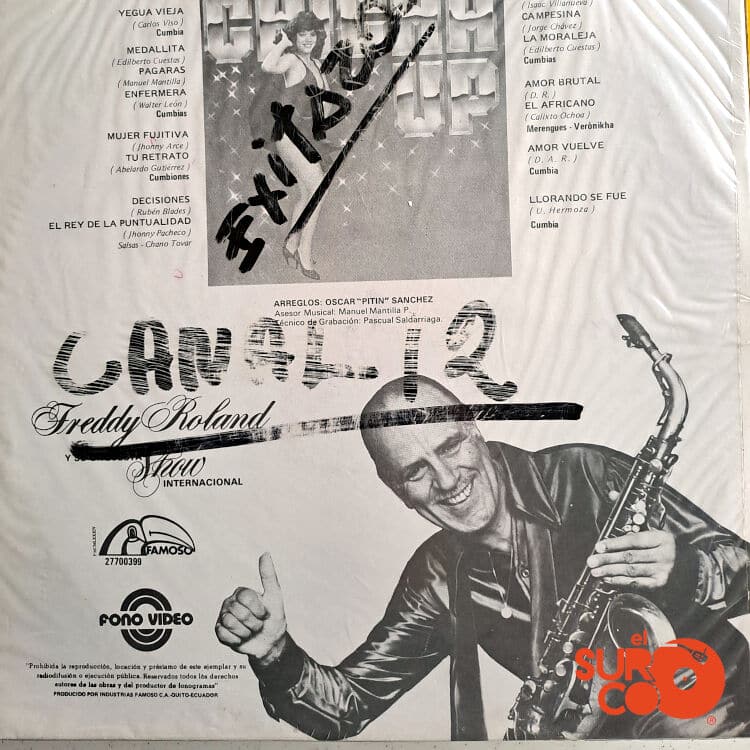 YEGUA VIEJA
( Carlos Viso )
Cumbia
MEDALLITA
( Edilberto Cuestas )
PAGARAS
( Manuel Mantilla )
ENFERMERA
( Walter León )
Cumbias
MUJER FUJITIVA
( Jhonny Arce )
TU RETRATO
( Abelardo Gutiérrez )
Cumbiones
DECISIONES
( Rubén Blades )
EL REY DE LA PUNTUALIDAD
( Jhonny Pacheco )
Salsas - Chano Tovar
UP
EXITOS
( Isaac Villanueva )
CAMPESINA
( Jorge Chávez )
LA MORALEJA
( Edilberto Cuestas )
Cumbias
AMOR BRUTAL
( D. R. )
EL AFRICANO
( Calixto Ochoa )
Merengues - Verònikha
AMOR VUELVE
( D. A. R. )
Cumbia
LLORANDO SE FUE
( U. Hermoza )
Cumbia
ARREGLOS: OSCAR "PITIN" SANCHEZ
Asesor Musical: Manuel Mantilla P.
Técnico de Grabación: Pascual Saldarriaga.
CANAL 12
Freddy Roland
Y
Show
INTERNACIONAL
FAMOSO
27700399
FONO VIDEO
"Prohibida la reproducción, locación y préstamo de este ejemplar y su
radiodifusión o ejecución pública. Reservados todos los derechos
autores de las obras y del productor de fonogramas"
PRODUCIDO POR INDUSTRIAS FAMOSO C.A.-QUITO-ECUADOR
el
SUR
CO
®